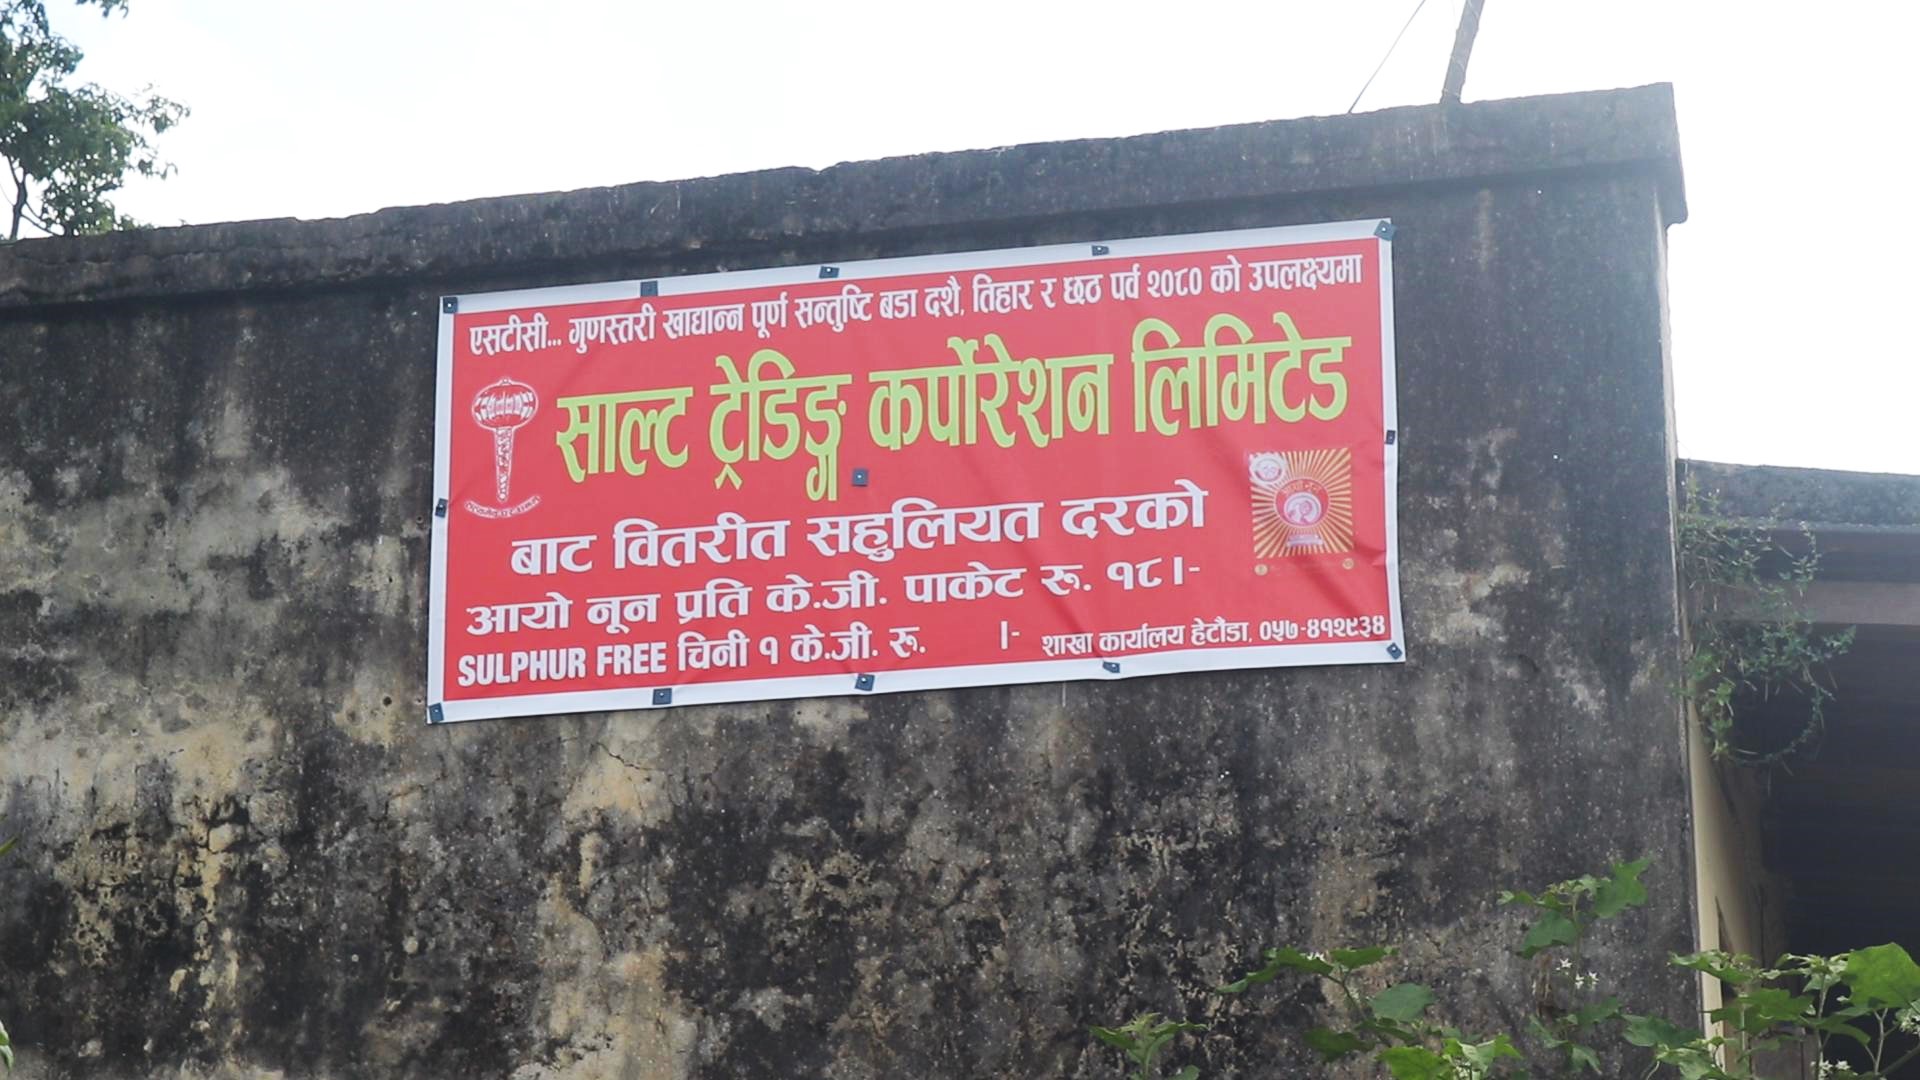 एसटीसी... गुणस्तरी खाद्यान्न पूर्ण सन्तुष्टि बडा दशै, तिहार र छठ पर्व २०८० को उपलक्ष्यमा
साल्ट ट्रेडिङ्ग कर्पोरेशन लिमिटेड
बाट वितरीत सहुलियत दरको
आयो नून प्रति के.जी. पाकेट रू. १८।-
SULPHUR FREE चिनी १ के.जी. रू. ।-
शाखा कार्यालय हेटौंडा, ०५७-४१२९३४